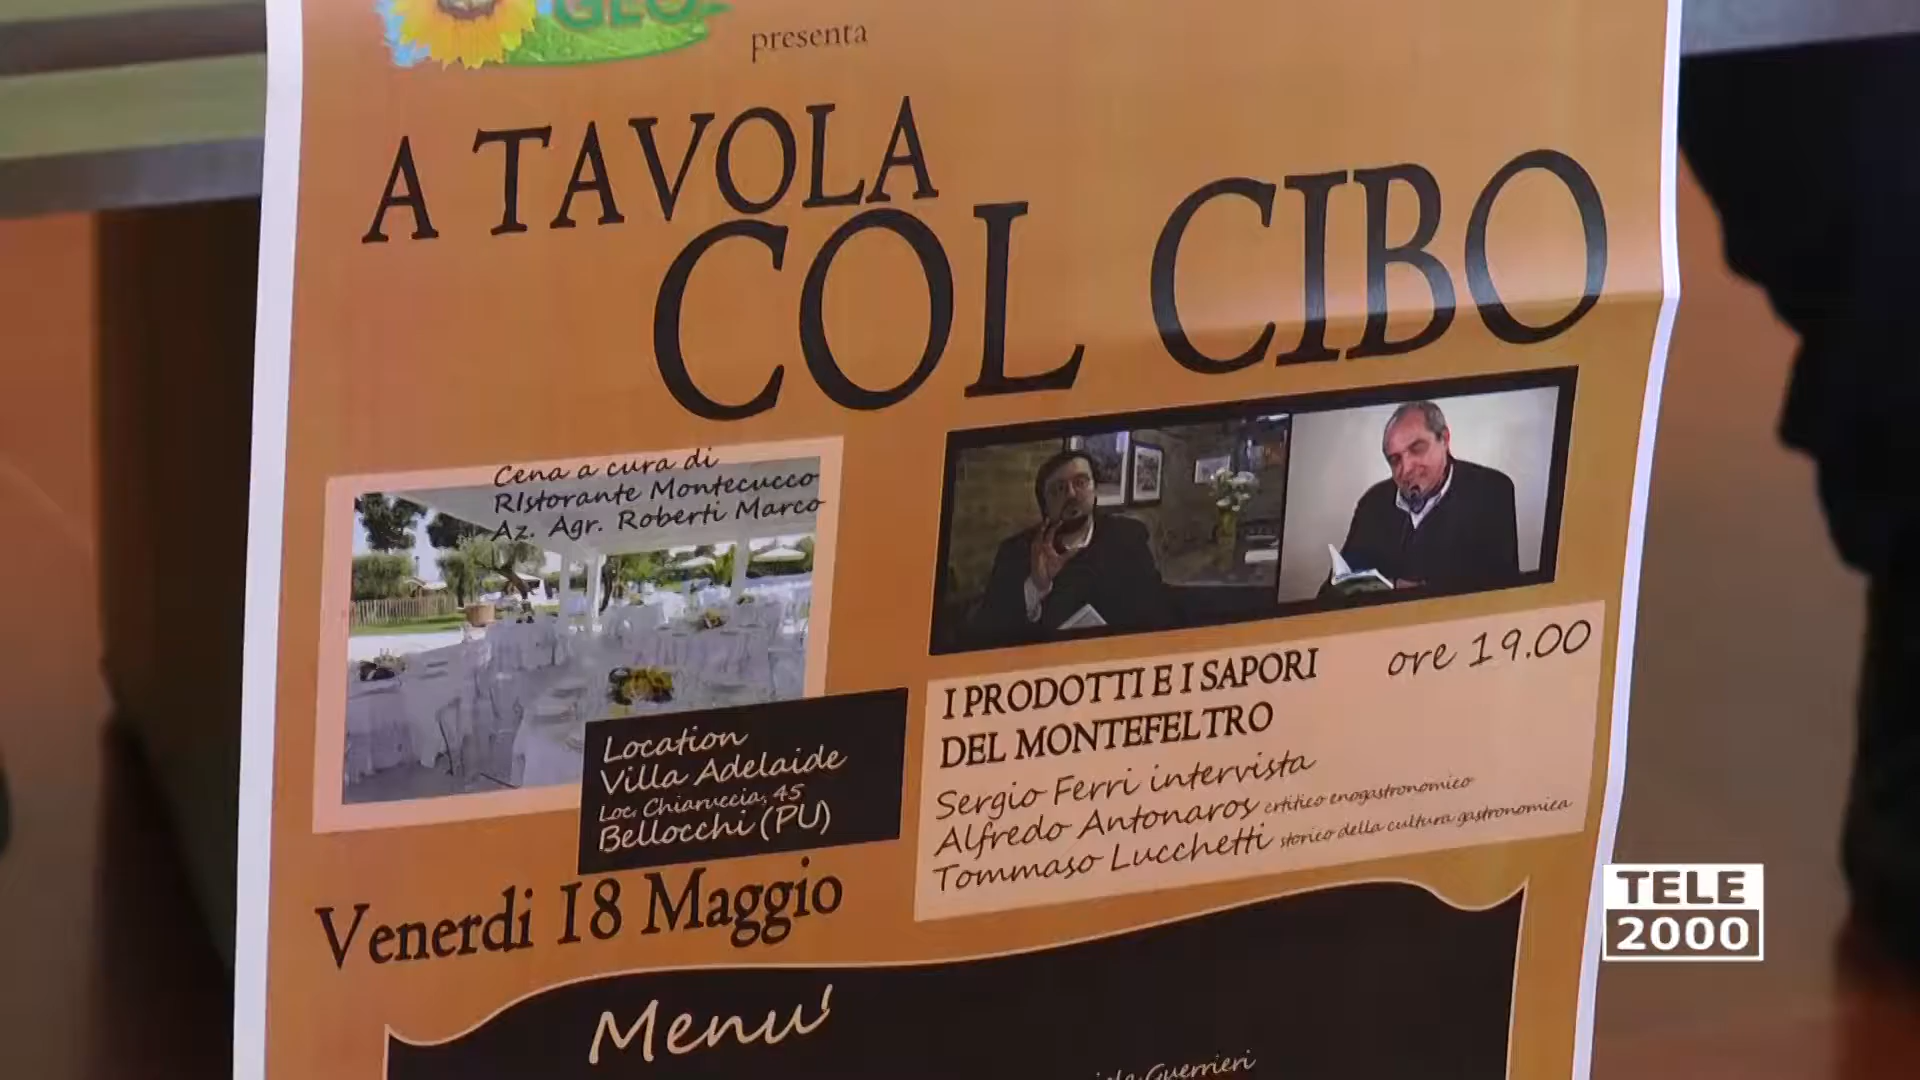 GEO
presenta
A TAVOLA
COL CIBO
Cena a cura di
RIstorante Montecucco
Az. Agr. Roberti Marco
Location
Villa Adelaide
Loc. Chiaruccia, 45
Bellocchi (PU)
Venerdi 18 Maggio
ore 19.00
I PRODOTTI E I SAPORI
DEL MONTEFELTRO
Sergio Ferri intervista
Alfredo Antonaros crtitico enogastronomico
Tommaso Lucchetti storico della cultura gastronomica
Menu'
Guerrieri
TELE
2000